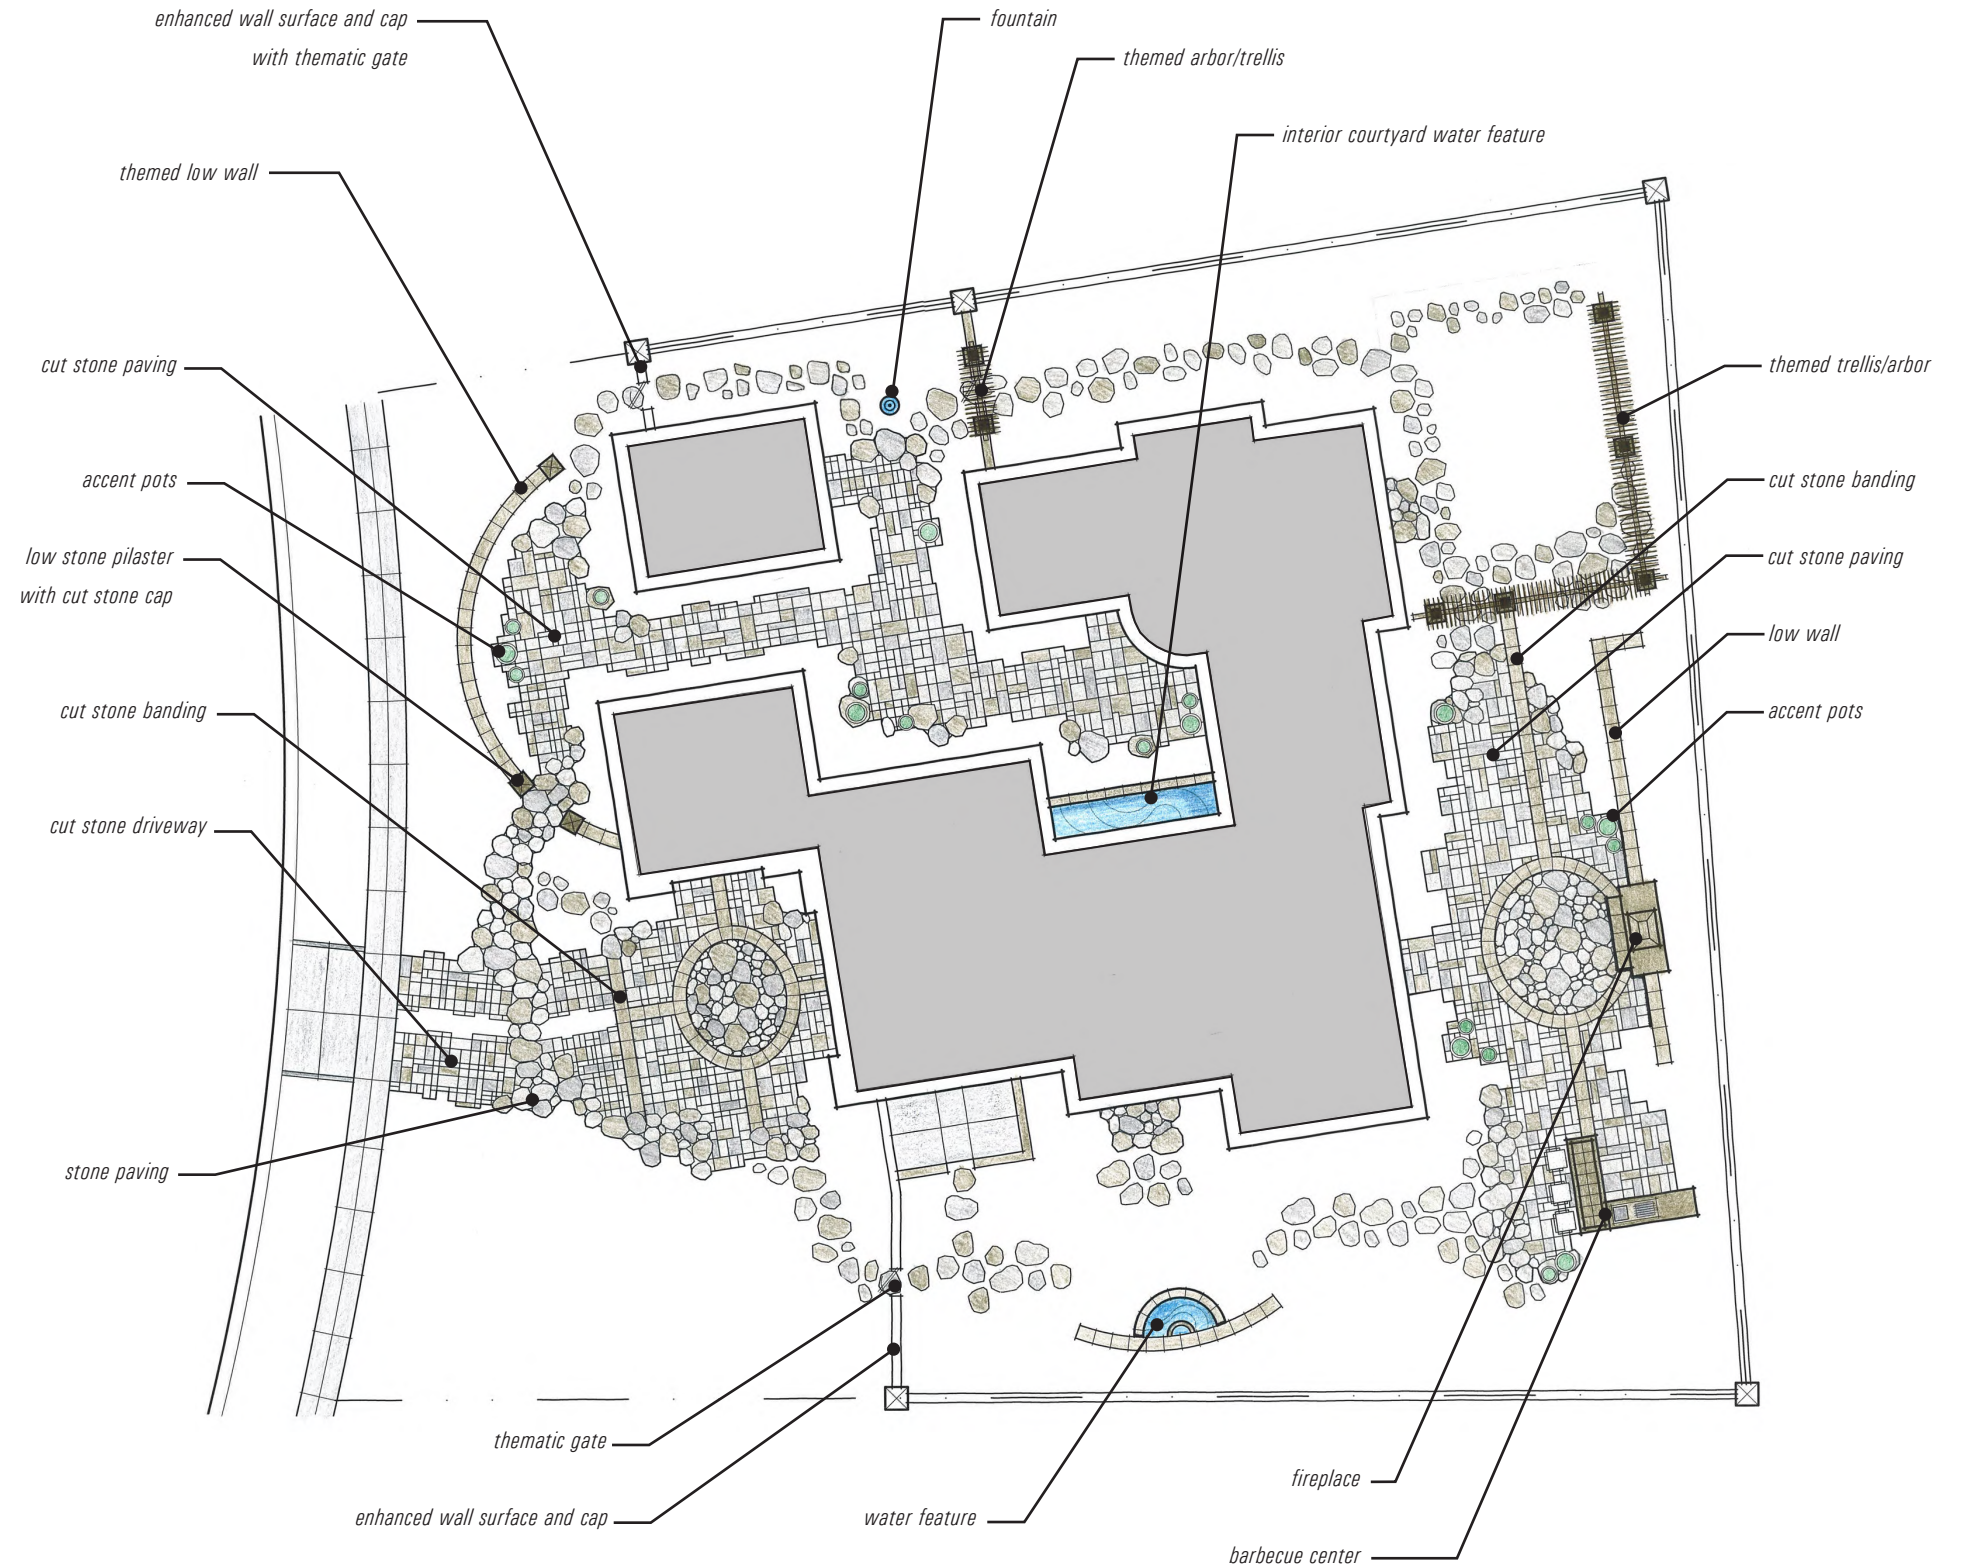 enhanced wall surface and cap
with thematic gate
fountain
themed arbor/trellis
interior courtyard water feature
themed low wall
cut stone paving
accent pots
low stone pilaster
with cut stone cap
cut stone banding
cut stone driveway
stone paving
themed trellis/arbor
cut stone banding
cut stone paving
low wall
accent pots
thematic gate
enhanced wall surface and cap
water feature
fireplace
barbecue center